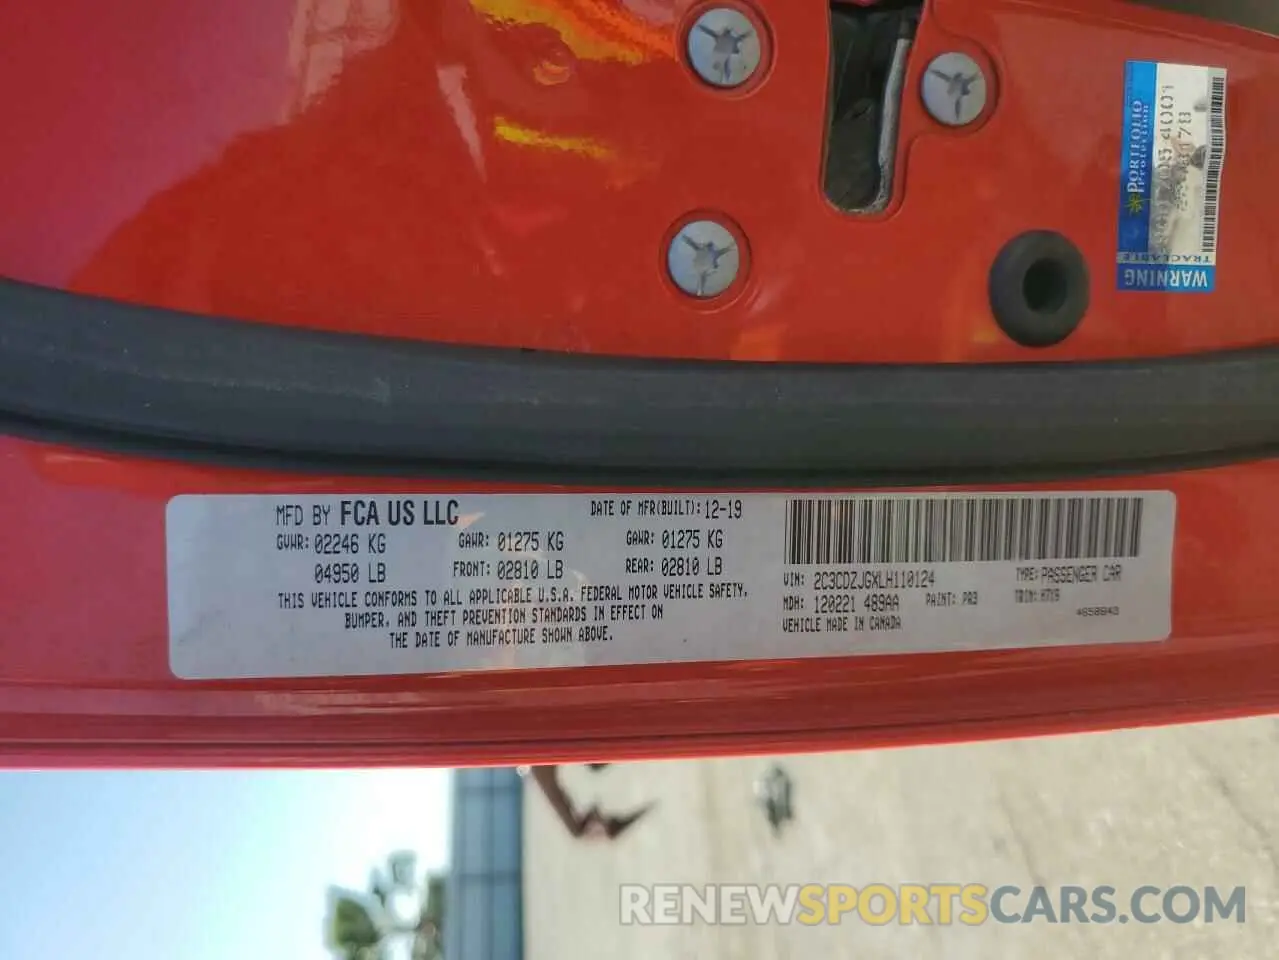 MFD BY FCA US LLC
DATE OF MFR(BUILT): 12-19
GVWR: 02246 KG
GAWR: 01275 KG
GAWR: 01275 KG
04950 LB
FRONT: 02810 LB
REAR: 02810 LB
THIS VEHICLE CONFORMS TO ALL APPLICABLE U.S.A. FEDERAL MOTOR VEHICLE SAFETY,
BUMPER, AND THEFT PREVENTION STANDARDS IN EFFECT ON
THE DATE OF MANUFACTURE SHOWN ABOVE.
VIN: 2C3CDZJGXLH110124
TYPE: PASSENGER CAR
MDH: 120221 489AA
PAINT: PR3
TRIM: H7X9
VEHICLE MADE IN CANADA
PORTFOLIO
Protection
WARNING
TRACEABLE
RENEWSPORTSCARS.COM